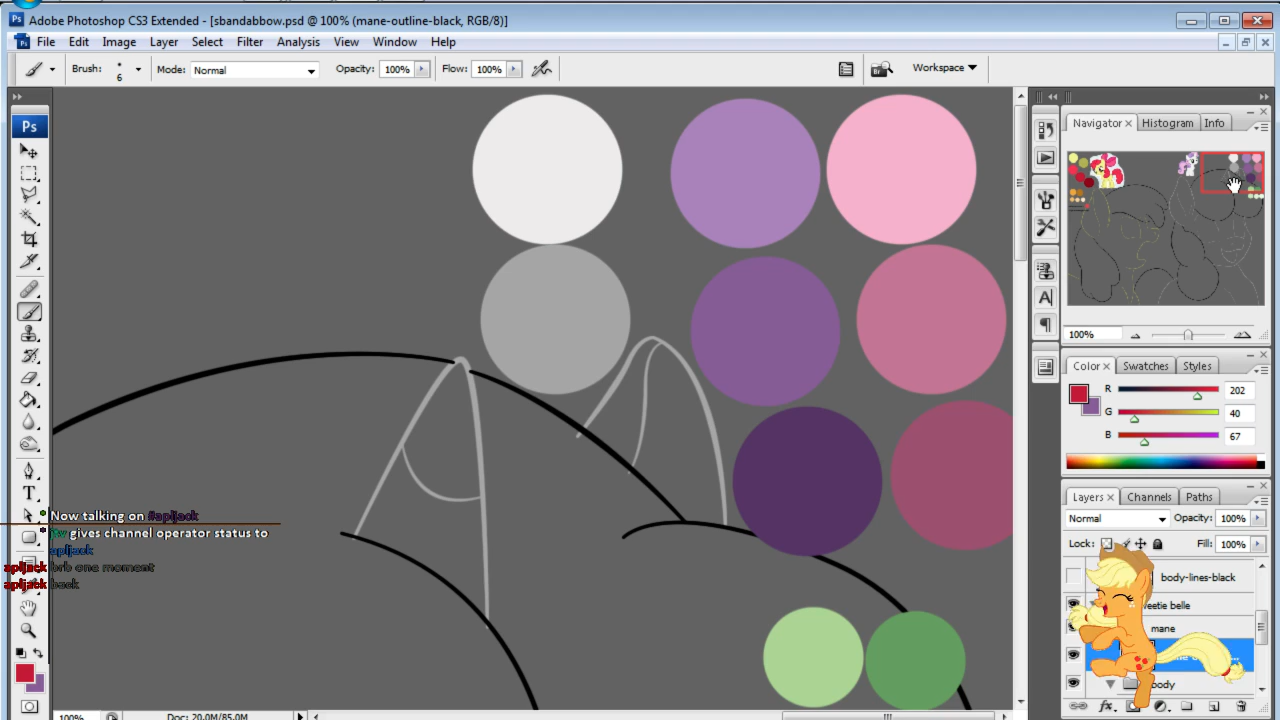 Adobe Photoshop CS3 Extended - [sbandabbow.psd @ 100% (mane-outline-black, RGB/8)]
File Edit Image Layer Select Filter Analysis View Window Help
Brush: 6 Mode: Normal Opacity: 100% Flow: 100% Workspace
Ps
Navigator Histogram Info
100%
Color Swatches Styles
R 202
G 40
B 67
Layers Channels Paths
Normal Opacity: 100%
Lock: Fill: 100%
body-lines-black
eetie belle
mane
body
Now talking on #apljack
gives channel operator status to
apljack
apljack brb one moment
apljack back
100% Doc: 20.0M/85.0M